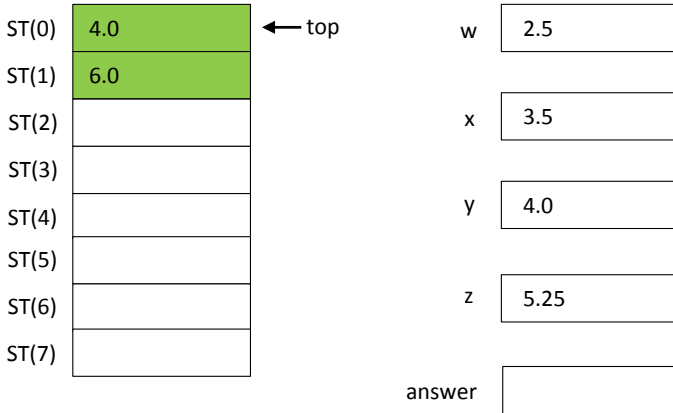 ST(0) 4.0 top
ST(1) 6.0
ST(2)
ST(3)
ST(4)
ST(5)
ST(6)
ST(7)
w 2.5
x 3.5
y 4.0
z 5.25
answer